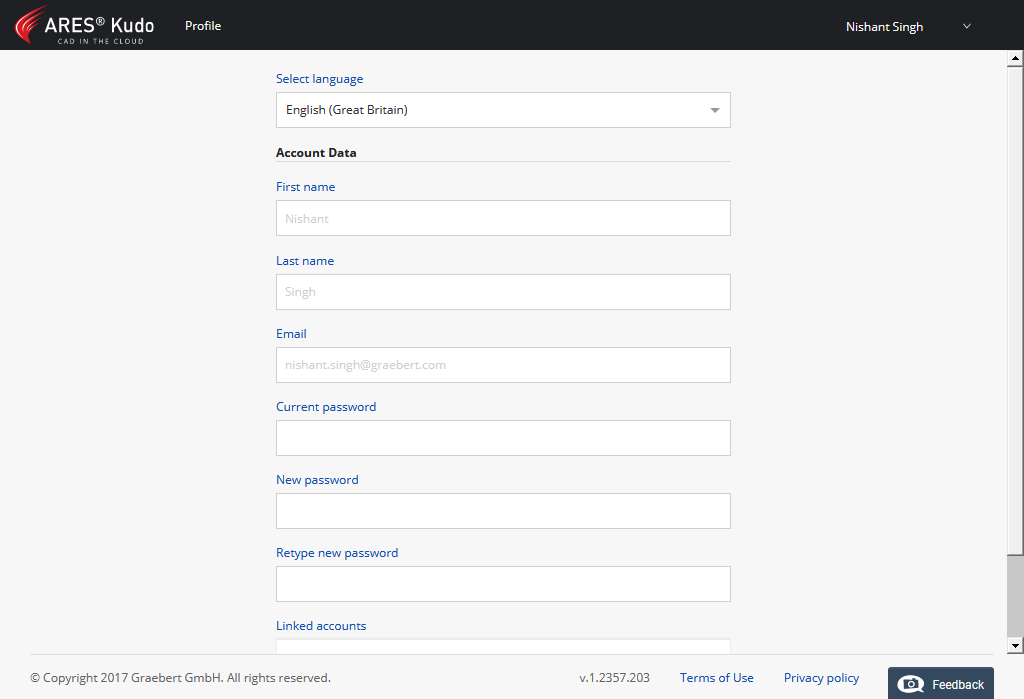 ARES® Kudo
CAD IN THE CLOUD
Profile
Nishant Singh
Select language
English (Great Britain)
Account Data
First name
Nishant
Last name
Singh
Email
nishant.singh@graebert.com
Current password
New password
Retype new password
Linked accounts
© Copyright 2017 Graebert GmbH. All rights reserved.
v.1.2357.203
Terms of Use
Privacy policy
Feedback